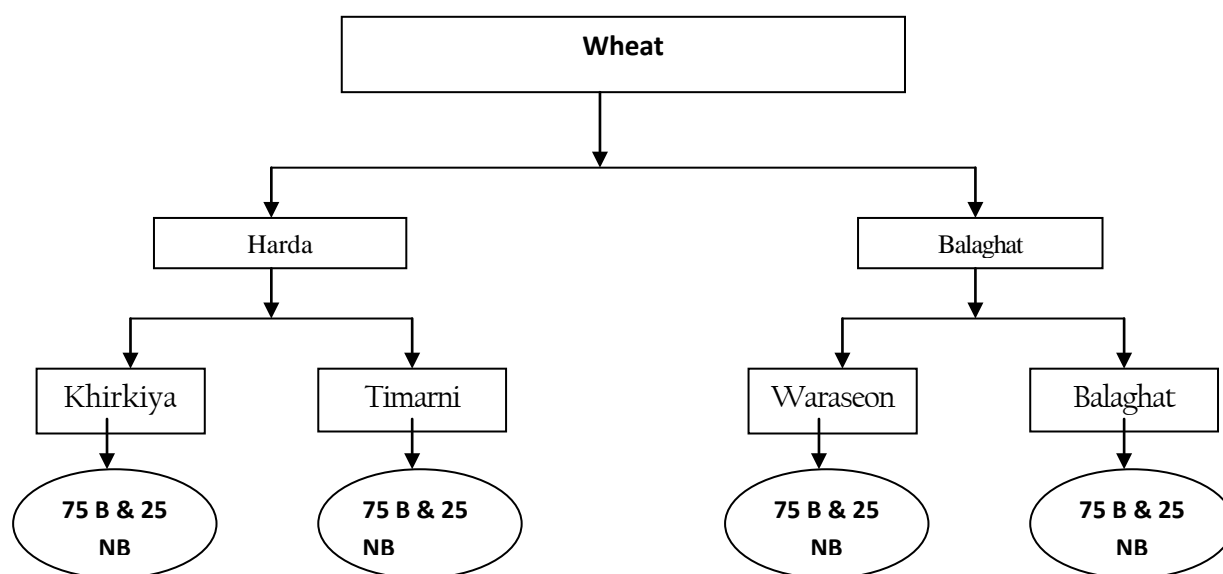 Wheat
Harda
Balaghat
Khirkiya
Timarni
Waraseon
Balaghat
75 B & 25
NB
75 B & 25
NB
75 B & 25
NB
75 B & 25
NB